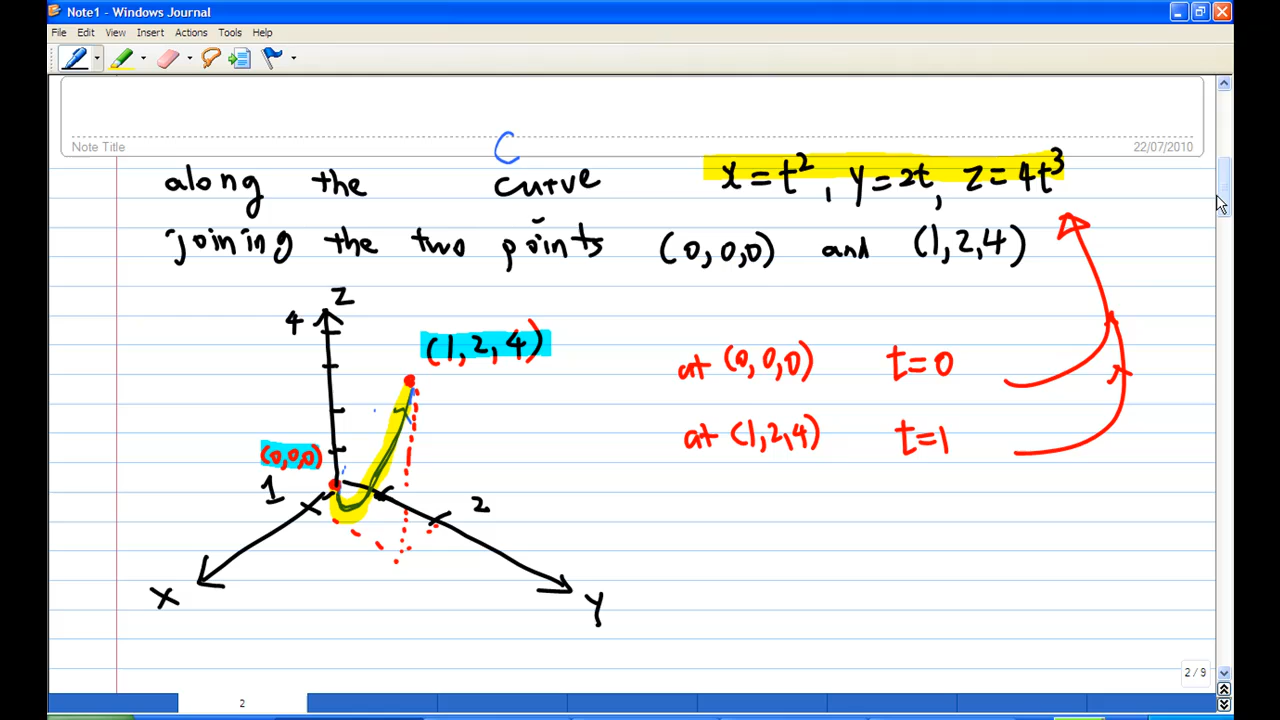 Note1 - Windows Journal
File Edit View Insert Actions Tools Help
Note Title
22/07/2010
C
along the curve x = t², y = 2t, z = 4t³
joining the two points (0,0,0) and (1,2,4)
Z
4
(1,2,4)
at (0,0,0) t=0
at (1,2,4) t=1
(0,0,0)
1
2
X
Y
2 / 9
2